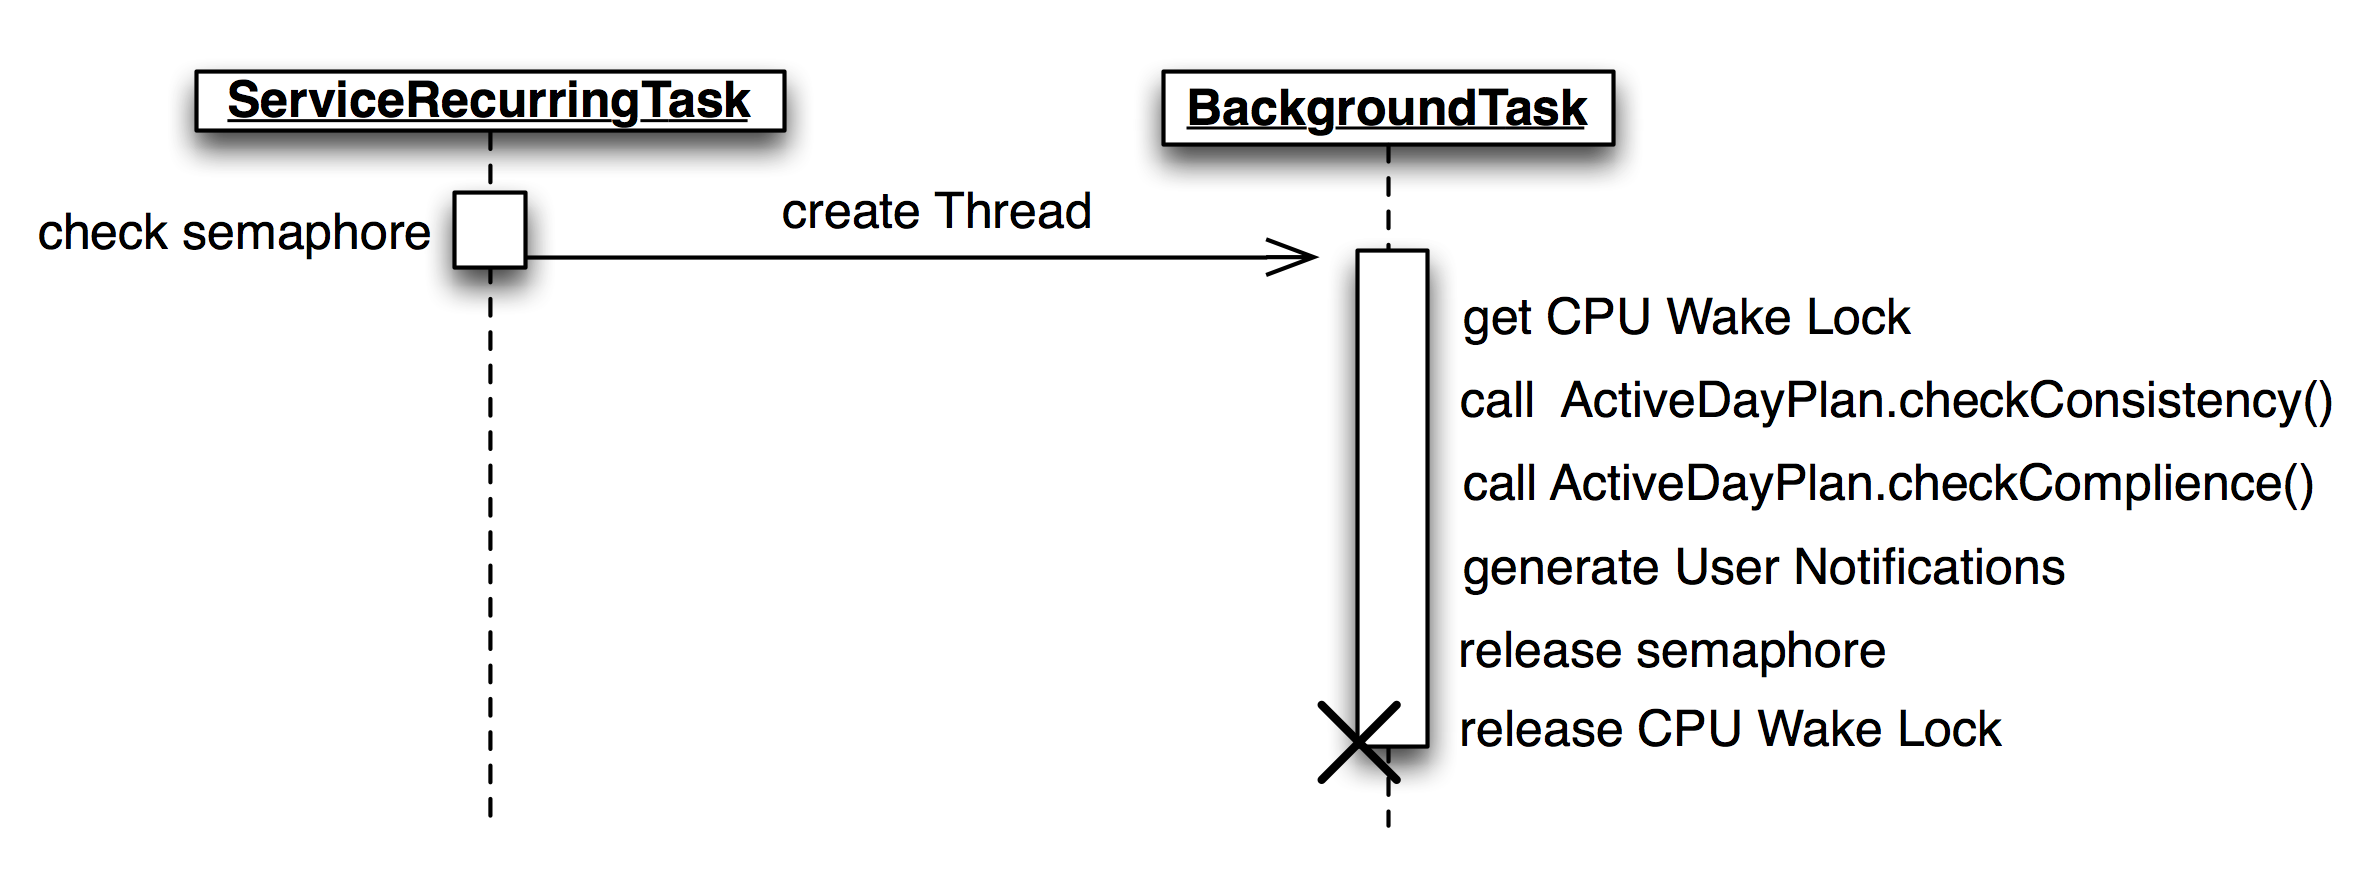 ServiceRecurringTask
BackgroundTask
check semaphore
create Thread
get CPU Wake Lock
call  ActiveDayPlan.checkConsistency()
call ActiveDayPlan.checkComplience()
generate User Notifications
release semaphore
release CPU Wake Lock